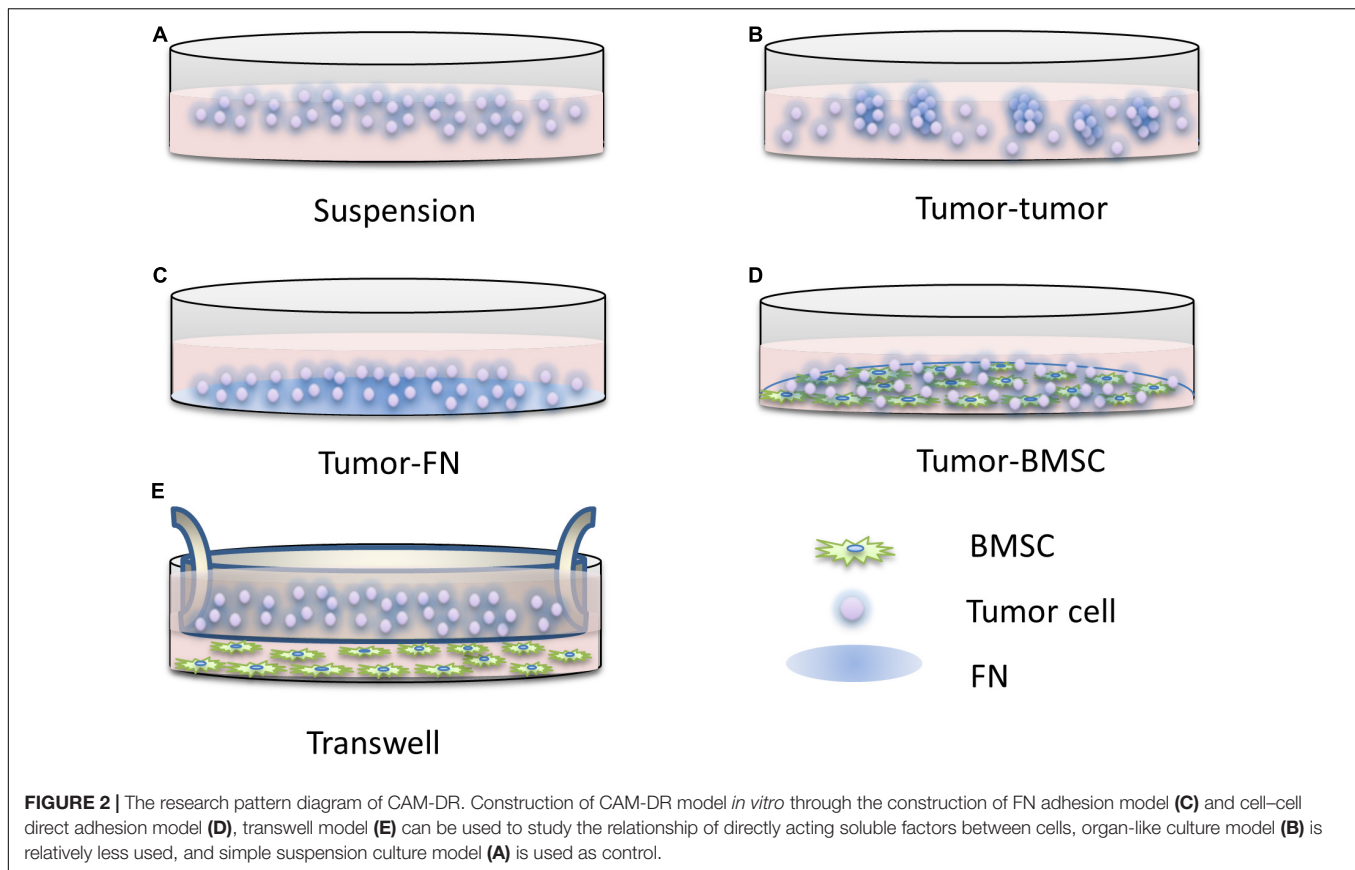 A
B
Suspension
Tumor-tumor
C
D
Tumor-FN
Tumor-BMSC
E
BMSC
Tumor cell
FN
Transwell
FIGURE 2 | The research pattern diagram of CAM-DR. Construction of CAM-DR model in vitro through the construction of FN adhesion model (C) and cell–cell
direct adhesion model (D), transwell model (E) can be used to study the relationship of directly acting soluble factors between cells, organ-like culture model (B) is
relatively less used, and simple suspension culture model (A) is used as control.